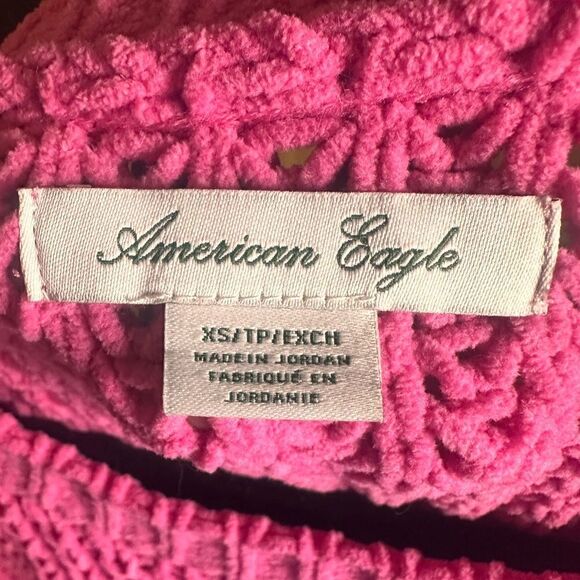 American Eagle
XS/TP/EXCH
MADE IN JORDAN
FABRIQUÉ EN
JORDANIE